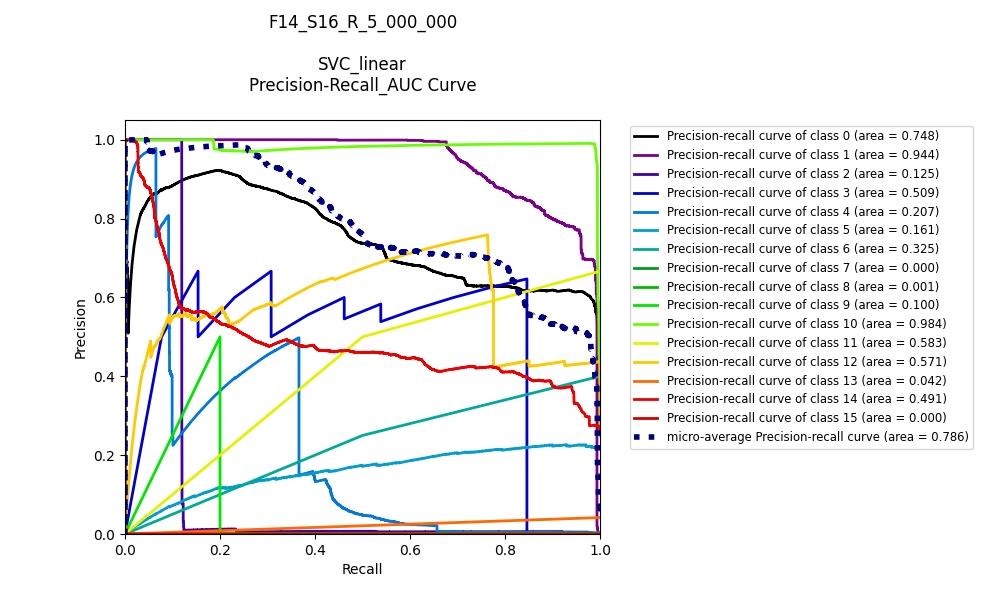 F14_S16_R_5_000_000
SVC_linear
Precision-Recall_AUC Curve
1.0
0.8
0.6
0.4
0.2
0.0
Precision
0.0 0.2 0.4 0.6 0.8 1.0
Recall
Precision-recall curve of class 0 (area = 0.748)
Precision-recall curve of class 1 (area = 0.944)
Precision-recall curve of class 2 (area = 0.125)
Precision-recall curve of class 3 (area = 0.509)
Precision-recall curve of class 4 (area = 0.207)
Precision-recall curve of class 5 (area = 0.161)
Precision-recall curve of class 6 (area = 0.325)
Precision-recall curve of class 7 (area = 0.000)
Precision-recall curve of class 8 (area = 0.001)
Precision-recall curve of class 9 (area = 0.100)
Precision-recall curve of class 10 (area = 0.984)
Precision-recall curve of class 11 (area = 0.583)
Precision-recall curve of class 12 (area = 0.571)
Precision-recall curve of class 13 (area = 0.042)
Precision-recall curve of class 14 (area = 0.491)
Precision-recall curve of class 15 (area = 0.000)
micro-average Precision-recall curve (area = 0.786)